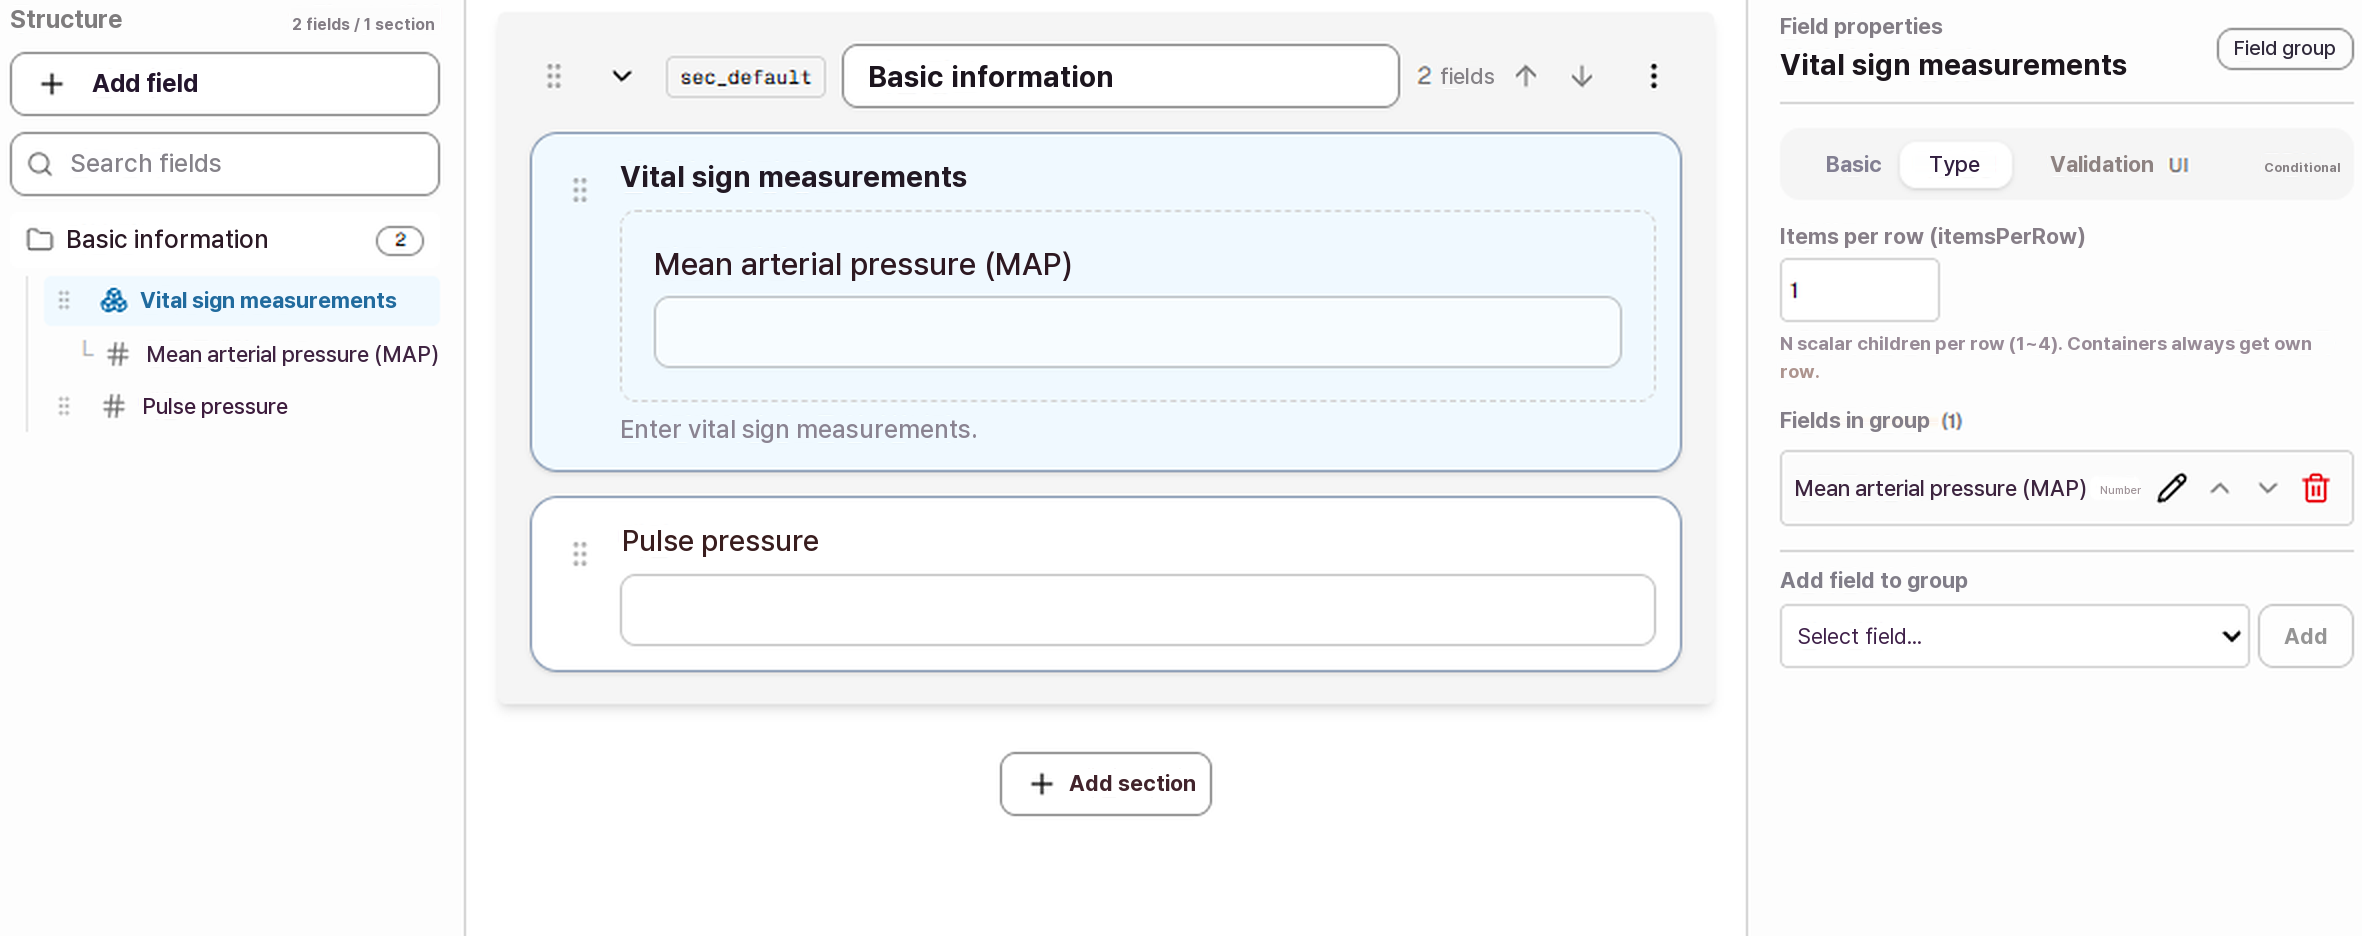 Structure
2 fields / 1 section
Add field
Search fields
Basic information
2
Vital sign measurements
Mean arterial pressure (MAP)
Pulse pressure
sec_default
Basic information
2 fields
Vital sign measurements
Mean arterial pressure (MAP)
Enter vital sign measurements.
Pulse pressure
Add section
Field properties
Vital sign measurements
Field group
Basic
Type
Validation
UI
Conditional
Items per row (itemsPerRow)
1
N scalar children per row (1~4). Containers always get own
row.
Fields in group (1)
Mean arterial pressure (MAP)
Number
Add field to group
Select field...
Add